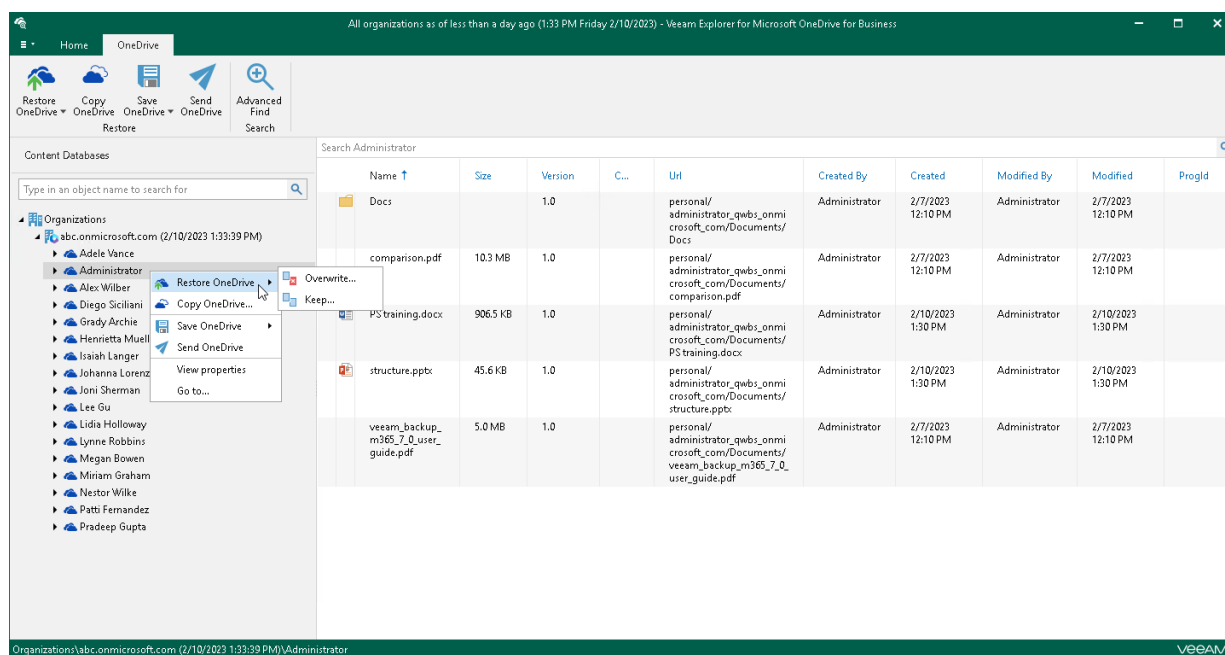 All organizations as of less than a day ago (1:33 PM Friday 2/10/2023) - Veeam Explorer for Microsoft OneDrive for Business
Home OneDrive
Restore OneDrive
Copy OneDrive
Save OneDrive
Send OneDrive
Advanced Find
Restore Search
Content Databases
Type in an object name to search for
Organizations
abc.onmicrosoft.com (2/10/2023 1:33:39 PM)
Adele Vance
Administrator
Alex Wilber
Diego Siciliani
Grady Archie
Henrietta Muell
Isaiah Langer
Johanna Lorenz
Joni Sherman
Lee Gu
Lidia Holloway
Lynne Robbins
Megan Bowen
Miriam Graham
Nestor Wilke
Patti Fernandez
Pradeep Gupta
Restore OneDrive
Copy OneDrive...
Save OneDrive
Send OneDrive
View properties
Go to...
Overwrite...
Keep...
Search Administrator
Name Size Version C... Url Created By Created Modified By Modified ProgId
Docs 1.0 personal/ Administrator 2/7/2023 Administrator 2/7/2023
administrator_qwbs_onmi 12:10 PM 12:10 PM
crosoft_com/Documents/
Docs
comparison.pdf 10.3 MB 1.0 personal/ Administrator 2/7/2023 Administrator 2/7/2023
administrator_qwbs_onmi 12:10 PM 12:10 PM
crosoft_com/Documents/
comparison.pdf
PS training.docx 906.5 KB 1.0 personal/ Administrator 2/10/2023 Administrator 2/10/2023
administrator_qwbs_onmi 1:30 PM 1:30 PM
crosoft_com/Documents/
PS training.docx
structure.pptx 45.6 KB 1.0 personal/ Administrator 2/10/2023 Administrator 2/10/2023
administrator_qwbs_onmi 1:30 PM 1:30 PM
crosoft_com/Documents/
structure.pptx
veeam_backup_ 5.0 MB 1.0 personal/ Administrator 2/7/2023 Administrator 2/7/2023
m365_7_0_user_ administrator_qwbs_onmi 12:10 PM 12:10 PM
guide.pdf crosoft_com/Documents/
veeam_backup_m365_7_0_
user_guide.pdf
Organizations\abc.onmicrosoft.com (2/10/2023 1:33:39 PM)\Administrator
veeam